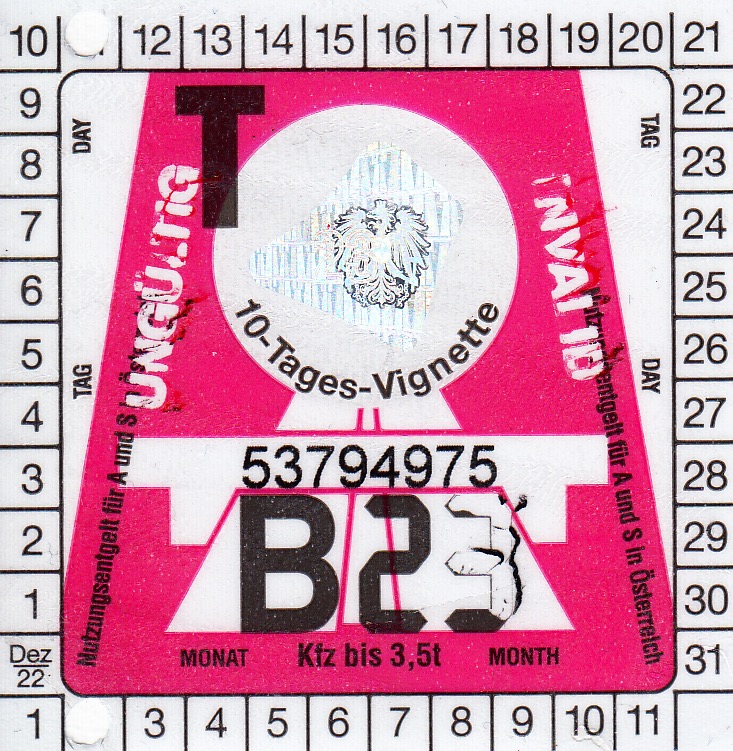 10 12 13 14 15 16 17 18 19 20 21
9 22
8 23
7 24
6 25
5 26
4 27
3 28
2 29
1 30
Dez 31
22
1 3 4 5 6 7 8 9 10 11
DAY
TAG
TAG
DAY
T
UNGÜLTIG
INVALID
10-Tages-Vignette
53794975
B23
MONAT Kfz bis 3,5t MONTH
Nutzungsentgelt für A und S
Nutzungsentgelt für A und S in Österreich